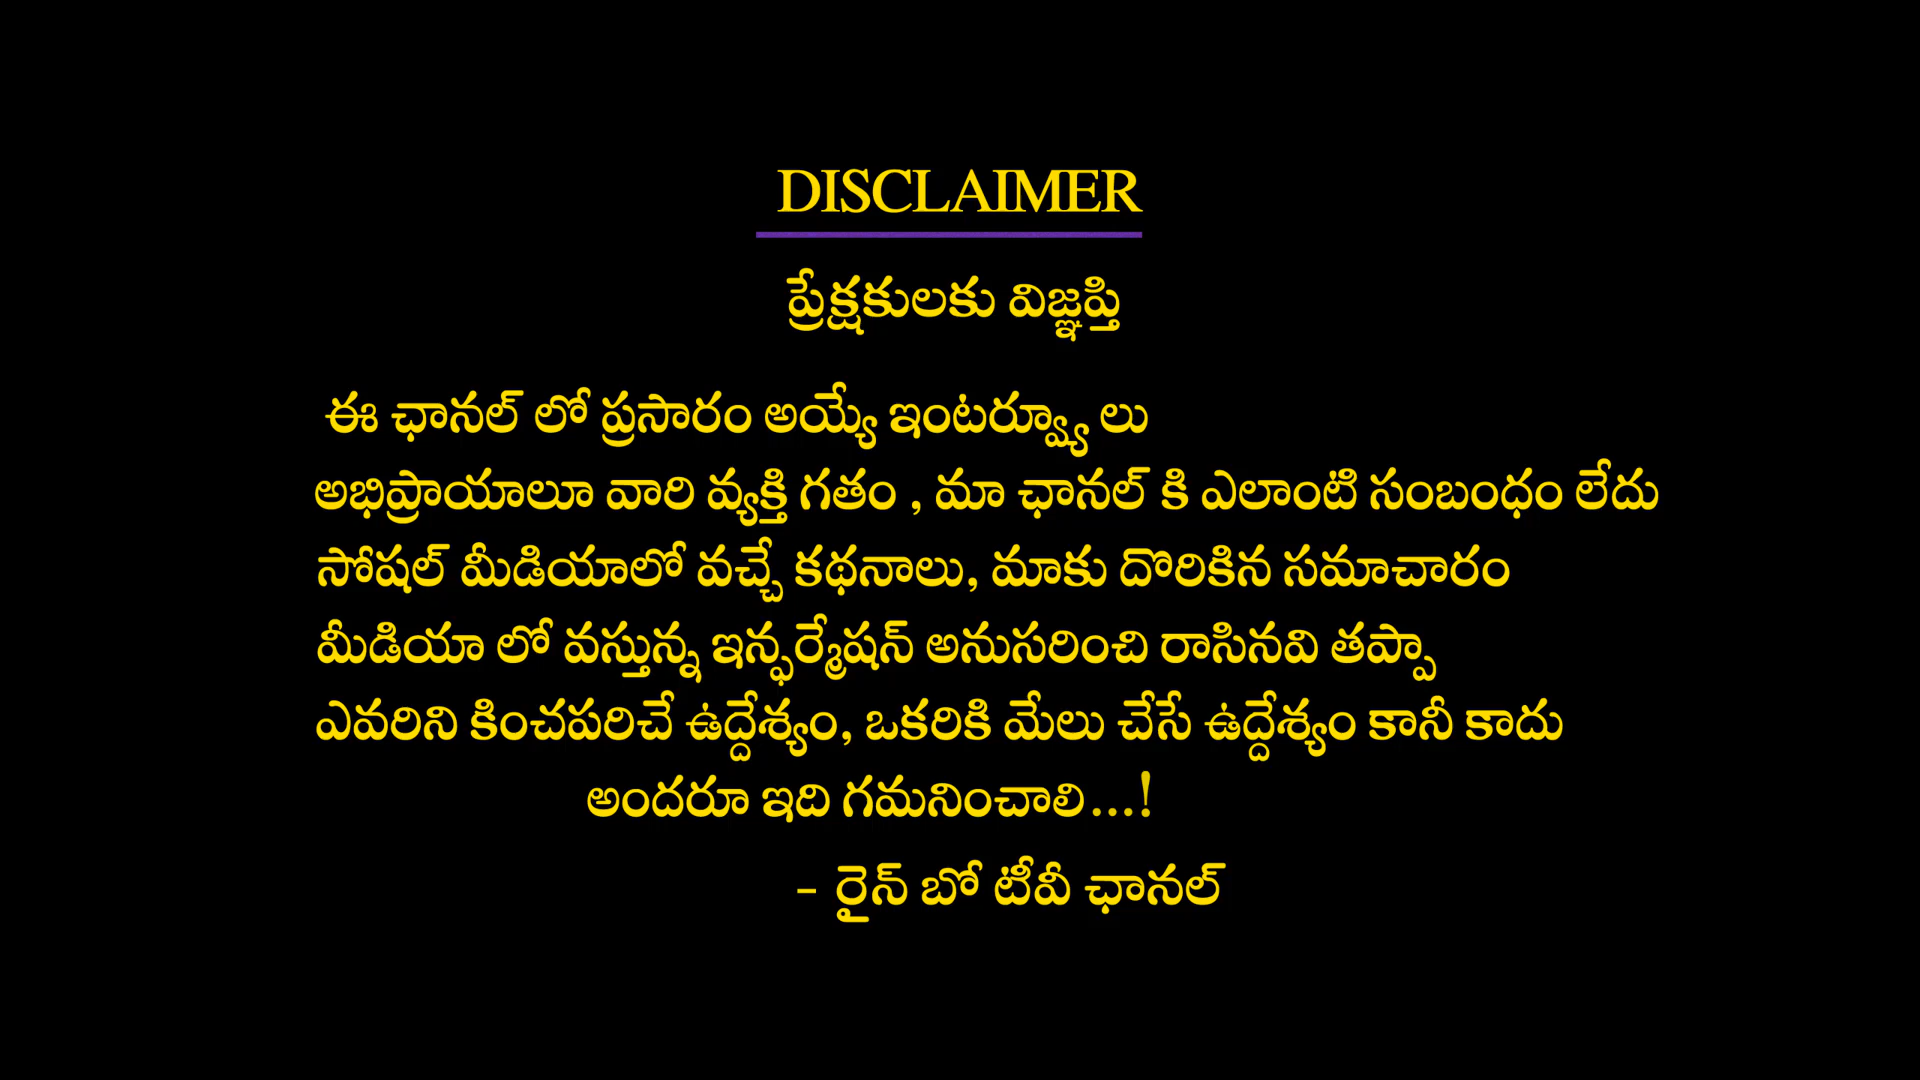 DISCLAIMER
ప్రేక్షకులకు విజ్ఞప్తి
ఈ ఛానల్ లో ప్రసారం అయ్యే ఇంటర్వ్యూ లు
అభిప్రాయాలూ వారి వ్యక్తి గతం , మా ఛానల్ కి ఎలాంటి సంబంధం లేదు
సోషల్ మీడియాలో వచ్చే కథనాలు, మాకు దొరికిన సమాచారం
మీడియా లో వస్తున్న ఇన్ఫర్మేషన్ అనుసరించి రాసినవి తప్పా
ఎవరిని కించపరిచే ఉద్దేశ్యం, ఒకరికి మేలు చేసే ఉద్దేశ్యం కానీ కాదు
అందరూ ఇది గమనించాలి...!
- రైన్ బో టీవీ ఛానల్